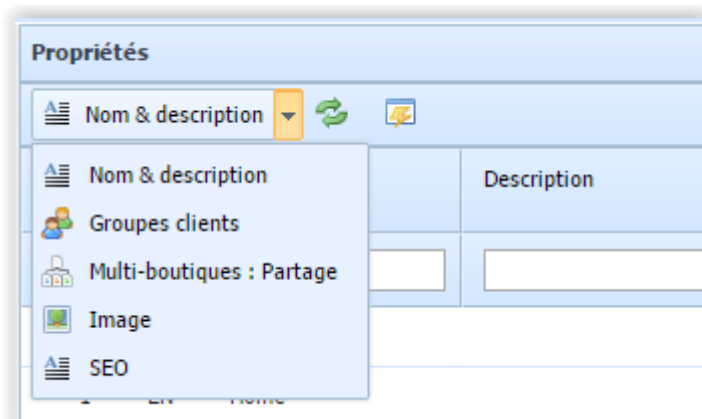 Propriétés
Nom & description
Nom & description
Description
Groupes clients
Multi-boutiques : Partage
Image
SEO